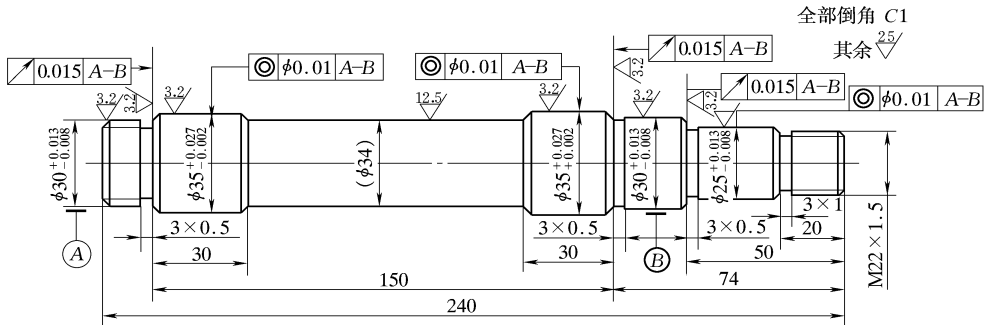 全部倒角 C1
其余 25
↗ 0.015 A-B
◎ ϕ0.01 A-B
◎ ϕ0.01 A-B
↗ 0.015 A-B
↗ 0.015 A-B
◎ ϕ0.01 A-B
3.2
3.2
3.2
12.5
3.2
3.2
3.2
3.2
ϕ30 +0.013 -0.008
ϕ35 +0.027 -0.002
(ϕ34)
ϕ35 +0.027 +0.002
ϕ30 +0.013 -0.008
ϕ25 +0.013 -0.008
M22×1.5
A
B
3×0.5
3×0.5
3×0.5
3×1
30
30
20
50
150
74
240